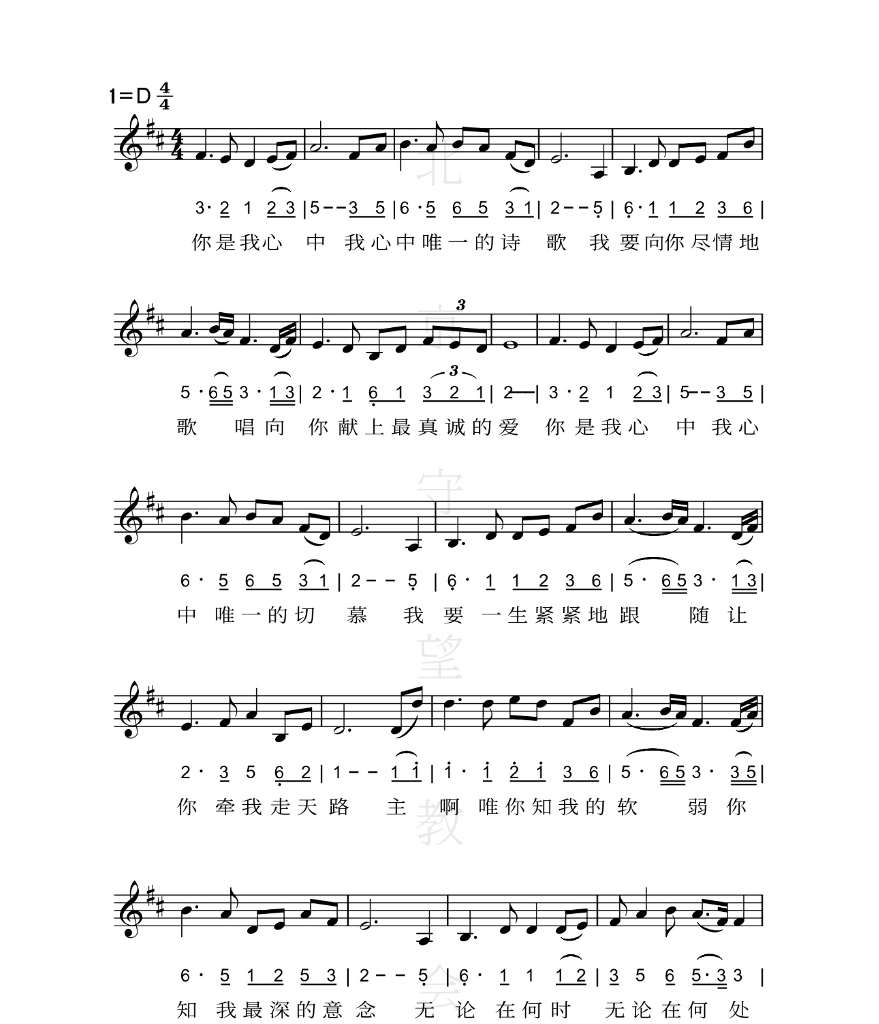 1=D 4/4
3· 2 1 2 3 | 5 – – 3 5 | 6 · 5 6 5 3 1 | 2 – – 5 | 6 · 1 1 2 3 6 |
你是我心 中 我心中唯一的诗 歌 我 要向你尽情地
3
5 · 6 5 3 · 1 3 | 2 · 1 6 1 3 2 1 | 2 — | 3 · 2 1 2 3 | 5 – – 3 5 |
歌 唱向 你献上最真诚的爱 你是我心 中我心
6 · 5 6 5 3 1 | 2 – – 5 | 6 · 1 1 2 3 6 | 5 · 6 5 3 · 1 3 |
中 唯一的切 慕 我 要 一生紧紧地跟 随让
2 · 3 5 6 2 | 1 – – 1 1 | 1 · 1 2 1 3 6 | 5 · 6 5 3 · 3 5 |
你 牵我走天路 主 啊 唯你知我的软 弱你
6 · 5 1 2 5 3 | 2 – – 5 | 6 · 1 1 1 2 | 3 5 6 5 · 3 3 |
知 我最深的意念 无 论 在何时 无论在何 处
北京守望教会